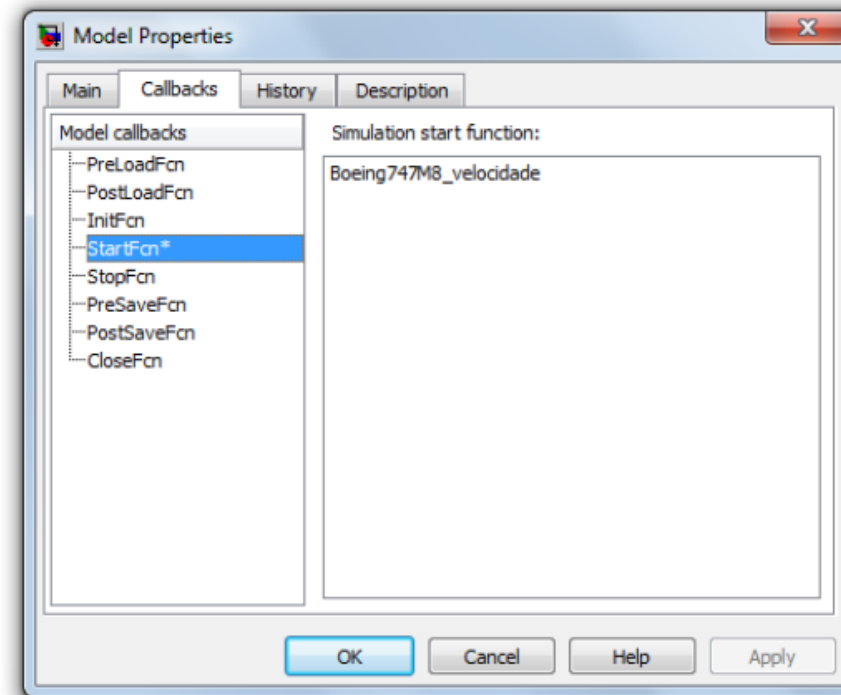 Model Properties
Main Callbacks History Description
Model callbacks
PreLoadFcn
PostLoadFcn
InitFcn
StartFcn*
StopFcn
PreSaveFcn
PostSaveFcn
CloseFcn
Simulation start function:
Boeing747M8_velocidade
OK Cancel Help Apply